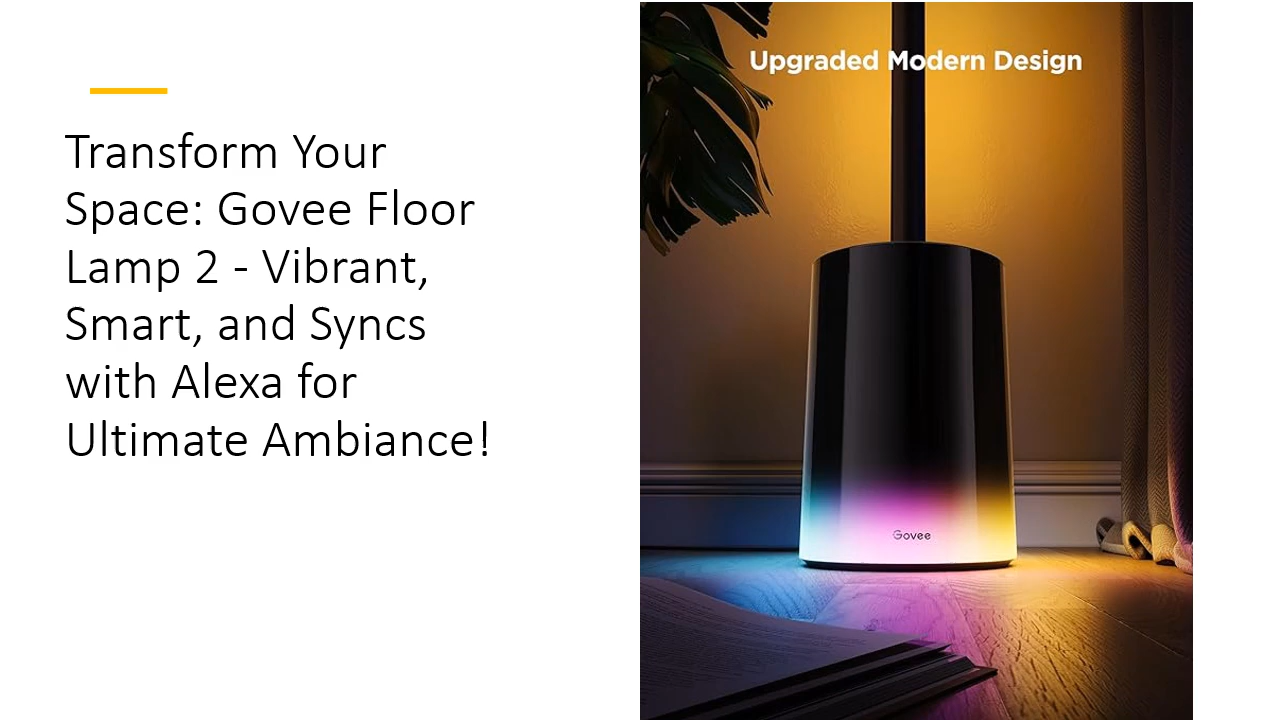 Transform Your
Space: Govee Floor
Lamp 2 - Vibrant,
Smart, and Syncs
with Alexa for
Ultimate Ambiance!
Upgraded Modern Design
Govee